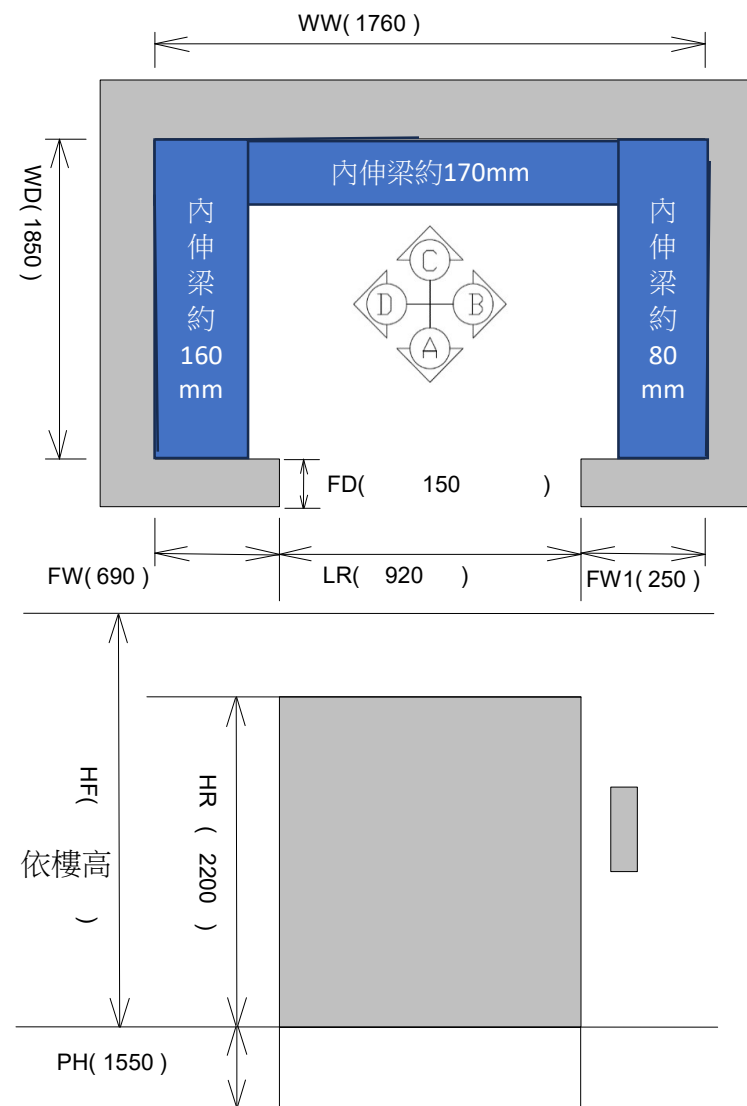 WW( 1760 )
WD( 1850 )
內伸梁約170mm
內
伸
梁
約
160
mm
內
伸
梁
約
80
mm
C
D
B
A
FD( 150 )
FW( 690 )
LR( 920 )
FW1( 250 )
HF(
依樓高
)
HR ( 2200 )
PH( 1550 )